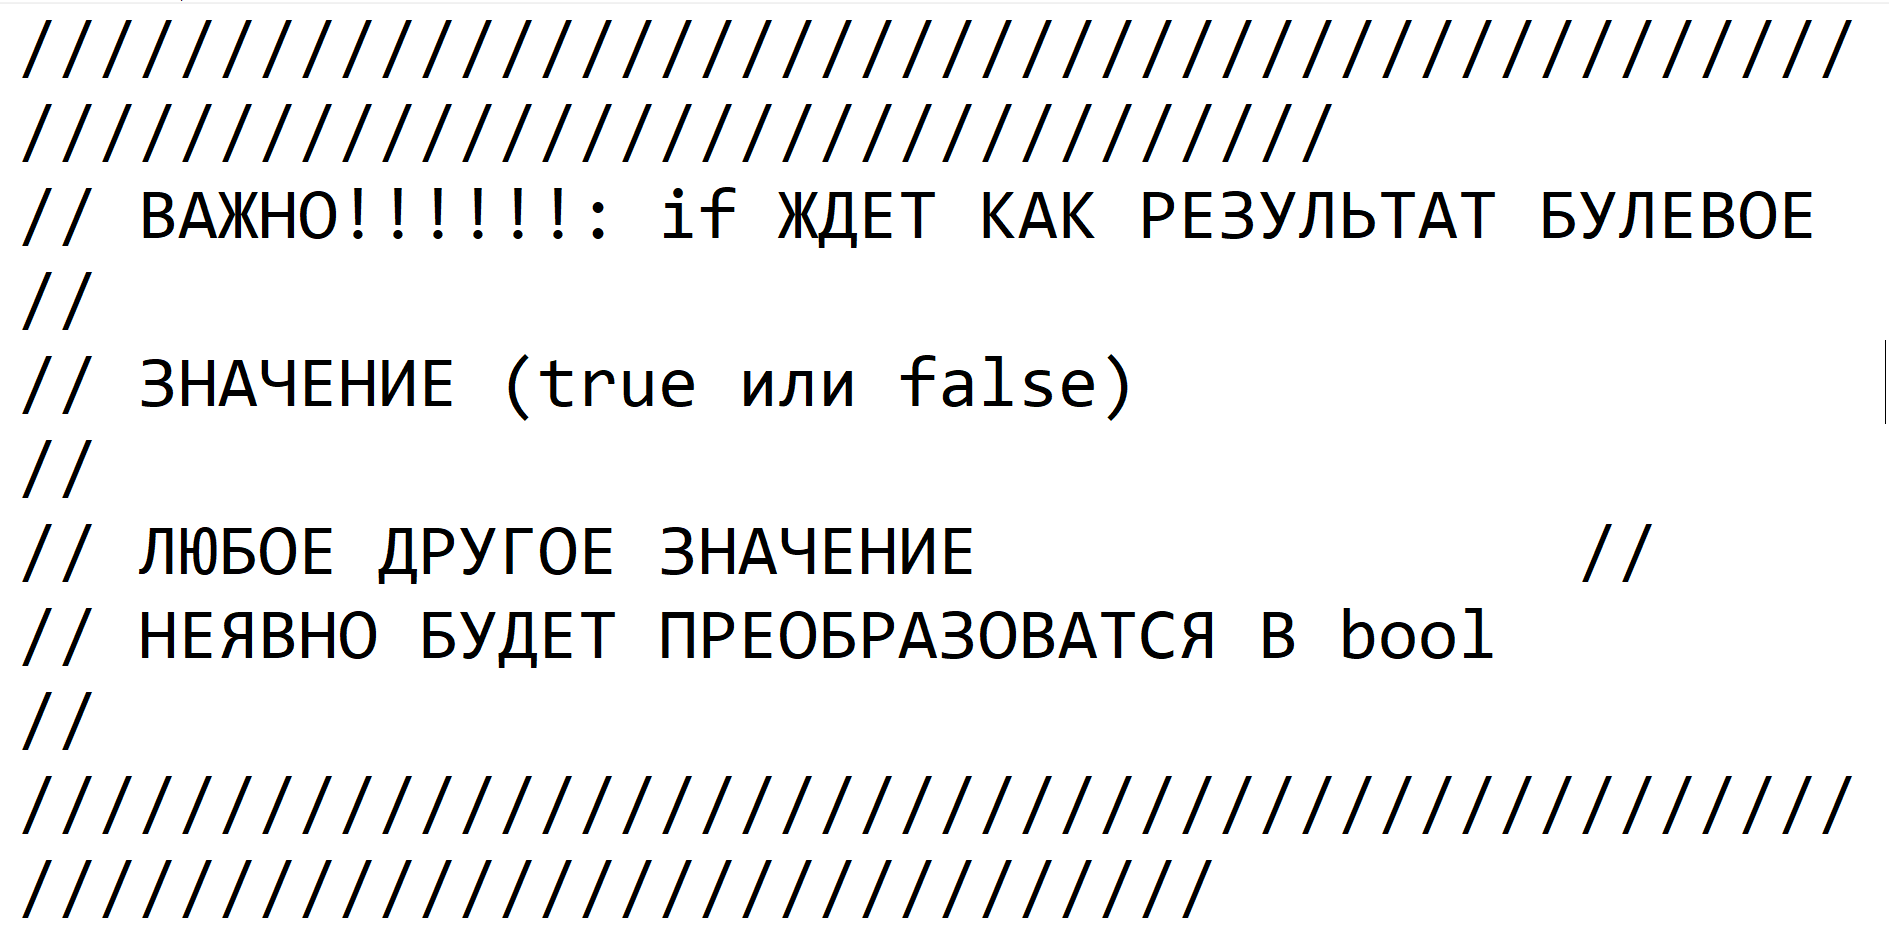 //////////////////////////////////////////////
/////////////////////////////////
// ВАЖНО!!!!!!: if ЖДЕТ КАК РЕЗУЛЬТАТ БУЛЕВОЕ
//
// ЗНАЧЕНИЕ (true или false)
//
// ЛЮБОЕ ДРУГОЕ ЗНАЧЕНИЕ               //
// НЕЯВНО БУДЕТ ПРЕОБРАЗОВАТСЯ В bool
//
//////////////////////////////////////////////
//////////////////////////////